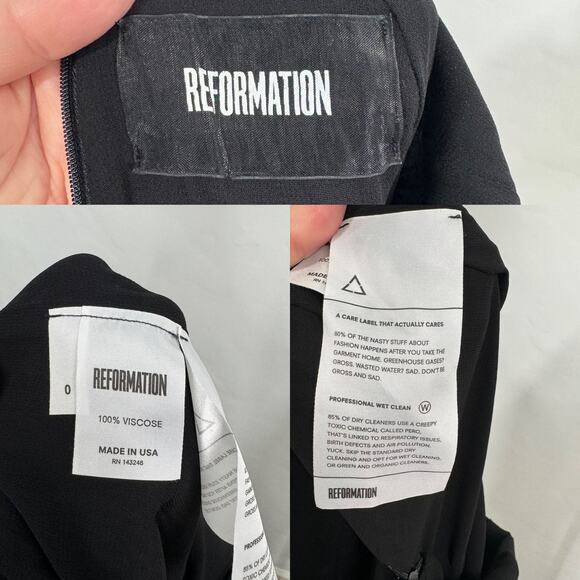 REFORMATION
0
REFORMATION
100% VISCOSE
MADE IN USA
RN 143246
A CARE LABEL THAT ACTUALLY CARES
80% OF THE NASTY STUFF ABOUT
FASHION HAPPENS AFTER YOU TAKE THE
GARMENT HOME. GREENHOUSE GASES?
GROSS. WASTED WATER? SAD. DON'T BE
GROSS AND SAD.
PROFESSIONAL WET CLEAN W
85% OF DRY CLEANERS USE A CREEPY
TOXIC CHEMICAL CALLED PERC,
THAT'S LINKED TO RESPIRATORY ISSUES,
BIRTH DEFECTS AND AIR POLLUTION.
YUCK. SKIP THE STANDARD DRY
CLEANING AND OPT FOR WET CLEANING,
OR GREEN AND ORGANIC CLEANERS.
REFORMATION